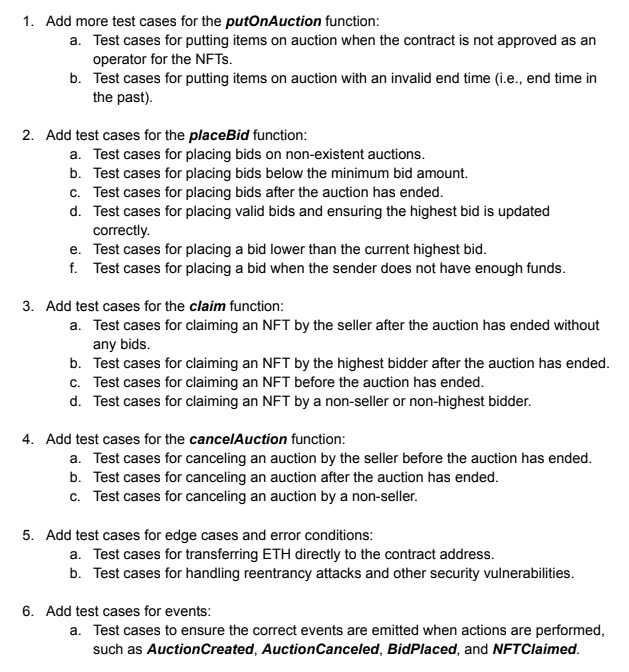 1. Add more test cases for the putOnAuction function:
a. Test cases for putting items on auction when the contract is not approved as an
operator for the NFTs.
b. Test cases for putting items on auction with an invalid end time (i.e., end time in
the past).
2. Add test cases for the placeBid function:
a. Test cases for placing bids on non-existent auctions.
b. Test cases for placing bids below the minimum bid amount.
c. Test cases for placing bids after the auction has ended.
d. Test cases for placing valid bids and ensuring the highest bid is updated
correctly.
e. Test cases for placing a bid lower than the current highest bid.
f. Test cases for placing a bid when the sender does not have enough funds.
3. Add test cases for the claim function:
a. Test cases for claiming an NFT by the seller after the auction has ended without
any bids.
b. Test cases for claiming an NFT by the highest bidder after the auction has ended.
c. Test cases for claiming an NFT before the auction has ended.
d. Test cases for claiming an NFT by a non-seller or non-highest bidder.
4. Add test cases for the cancelAuction function:
a. Test cases for canceling an auction by the seller before the auction has ended.
b. Test cases for canceling an auction after the auction has ended.
c. Test cases for canceling an auction by a non-seller.
5. Add test cases for edge cases and error conditions:
a. Test cases for transferring ETH directly to the contract address.
b. Test cases for handling reentrancy attacks and other security vulnerabilities.
6. Add test cases for events:
a. Test cases to ensure the correct events are emitted when actions are performed,
such as AuctionCreated, AuctionCanceled, BidPlaced, and NFTClaimed.